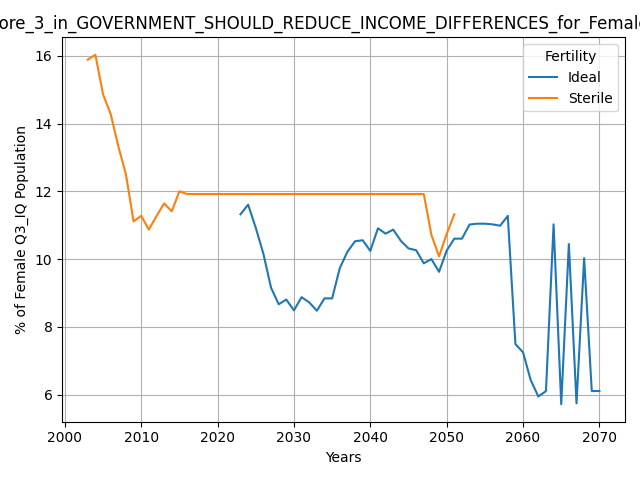 ore_3_in_GOVERNMENT_SHOULD_REDUCE_INCOME_DIFFERENCES_for_Female
Fertility
Ideal
Sterile
% of Female Q3_IQ Population
16
14
12
10
8
6
2000 2010 2020 2030 2040 2050 2060 2070
Years